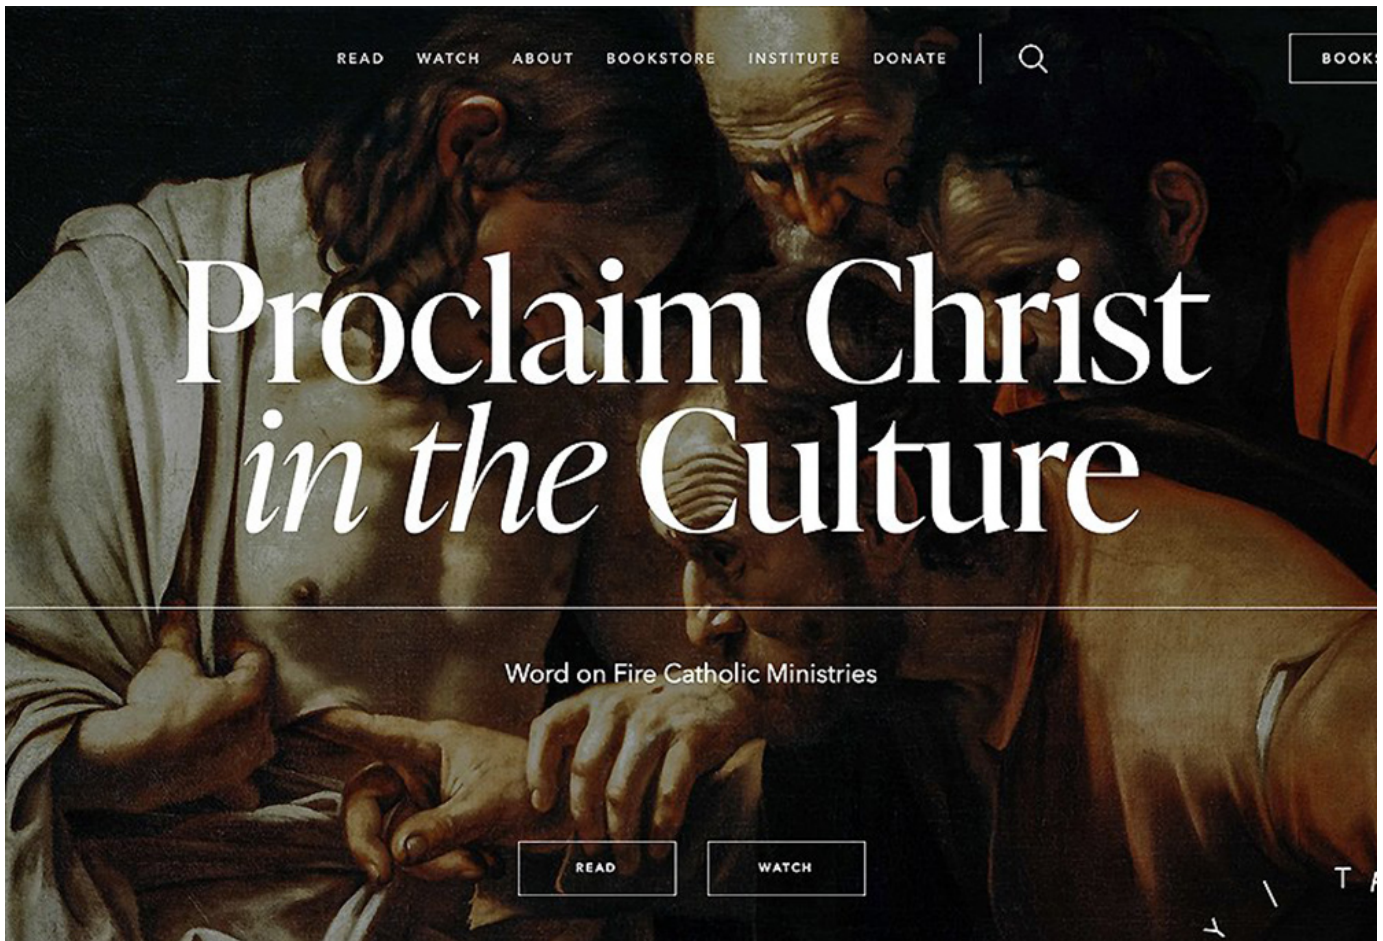 READ WATCH ABOUT BOOKSTORE INSTITUTE DONATE
Proclaim Christ
in the Culture
Word on Fire Catholic Ministries
READ WATCH